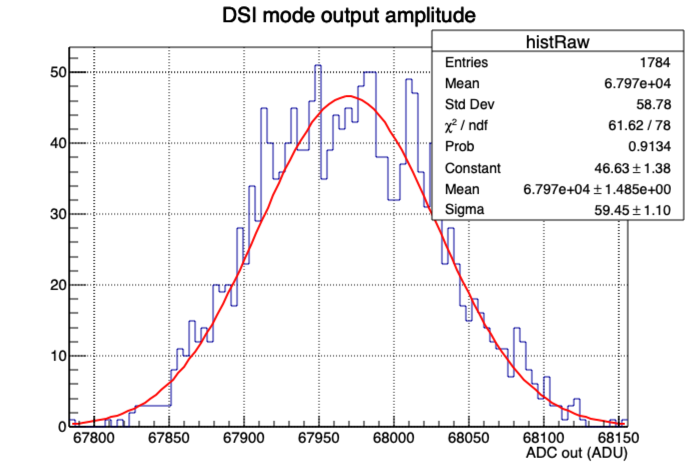 DSI mode output amplitude
histRaw
Entries 1784
Mean 6.797e+04
Std Dev 58.78
χ² / ndf 61.62 / 78
Prob 0.9134
Constant 46.63 ± 1.38
Mean 6.797e+04 ± 1.485e+00
Sigma 59.45 ± 1.10
50
40
30
20
10
0
67800 67850 67900 67950 68000 68050 68100 68150
ADC out (ADU)